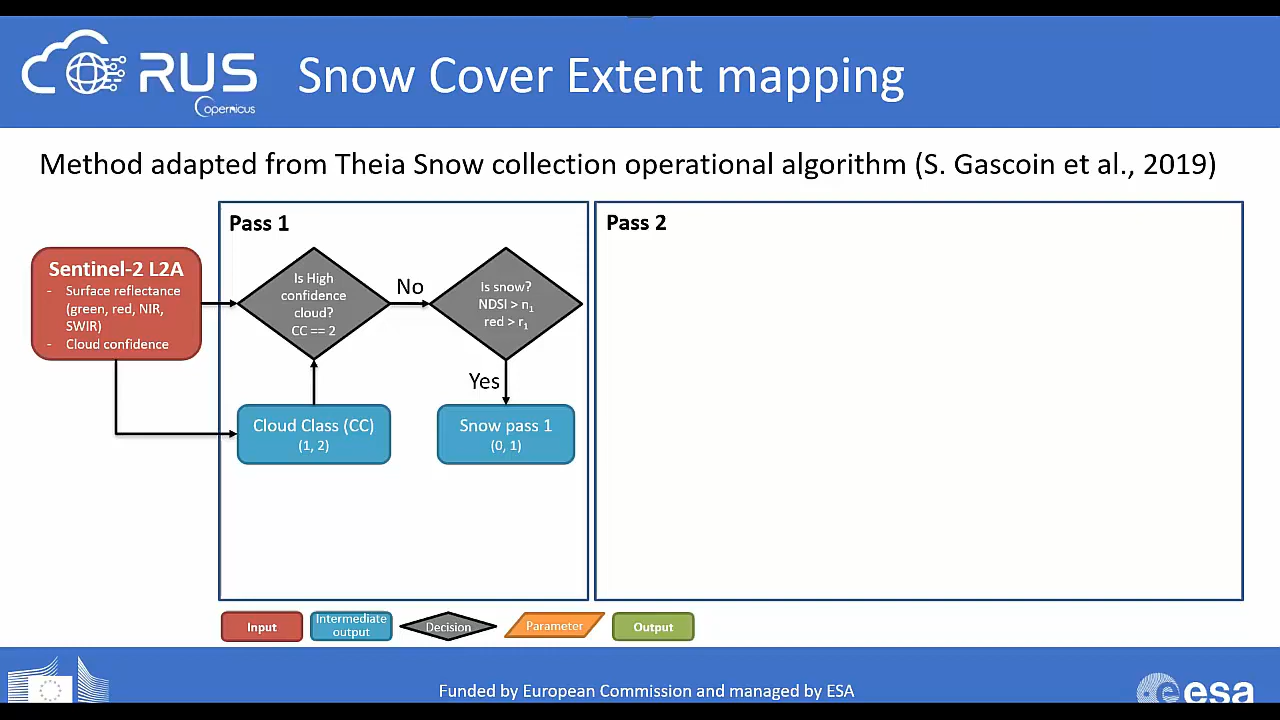 RUS
Copernicus
Snow Cover Extent mapping
Method adapted from Theia Snow collection operational algorithm (S. Gascoin et al., 2019)
Pass 1
Pass 2
Sentinel-2 L2A
- Surface reflectance
(green, red, NIR,
SWIR)
- Cloud confidence
Is High
confidence
cloud?
CC == 2
No
Is snow?
NDSI > n₁
red > r₁
Yes
Cloud Class (CC)
(1, 2)
Snow pass 1
(0, 1)
Input
Intermediate
output
Decision
Parameter
Output
Funded by European Commission and managed by ESA
esa